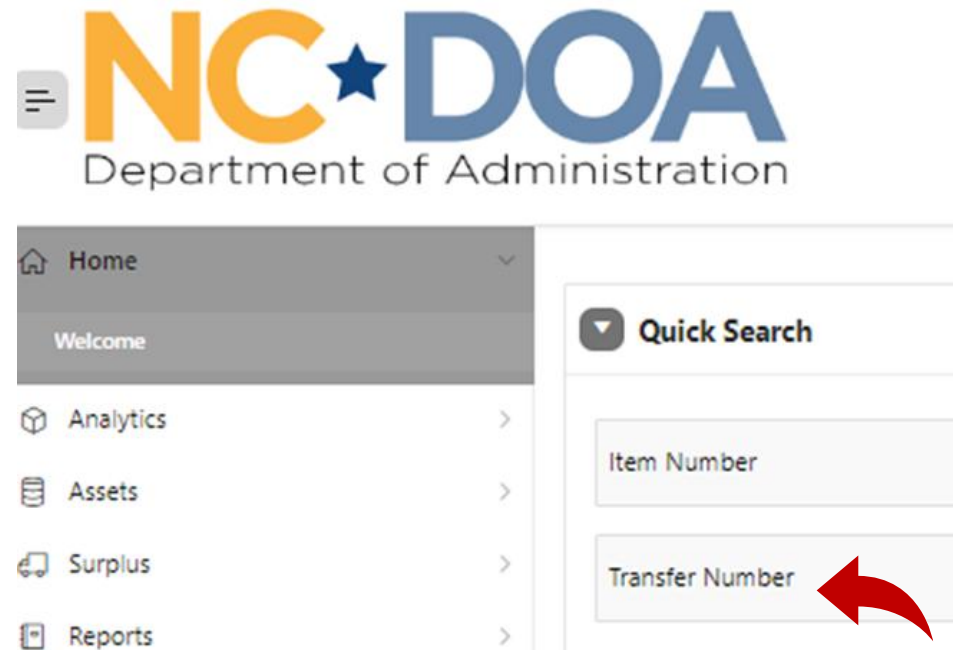 NC★DOA
Department of Administration
Home
Welcome
Analytics
Assets
Surplus
Reports
Quick Search
Item Number
Transfer Number